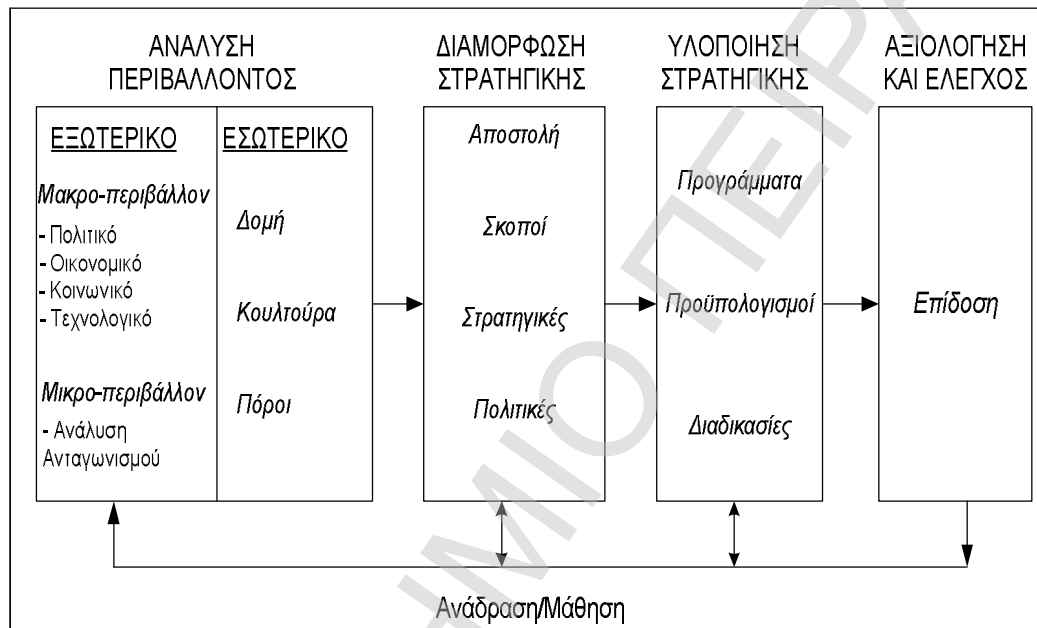 ΑΝΑΛΥΣΗ
ΠΕΡΙΒΑΛΛΟΝΤΟΣ
ΕΞΩΤΕΡΙΚΟ
Μακρο-περιβάλλον
- Πολιτικό
- Οικονομικό
- Κοινωνικό
- Τεχνολογικό
Μικρο-περιβάλλον
- Ανάλυση
Ανταγωνισμού
ΕΣΩΤΕΡΙΚΟ
Δομή
Κουλτούρα
Πόροι
ΔΙΑΜΟΡΦΩΣΗ
ΣΤΡΑΤΗΓΙΚΗΣ
Αποστολή
Σκοποί
Στρατηγικές
Πολιτικές
ΥΛΟΠΟΙΗΣΗ
ΣΤΡΑΤΗΓΙΚΗΣ
Προγράμματα
Προϋπολογισμοί
Διαδικασίες
ΑΞΙΟΛΟΓΗΣΗ
ΚΑΙ ΕΛΕΓΧΟΣ
Επίδοση
Ανάδραση/Μάθηση